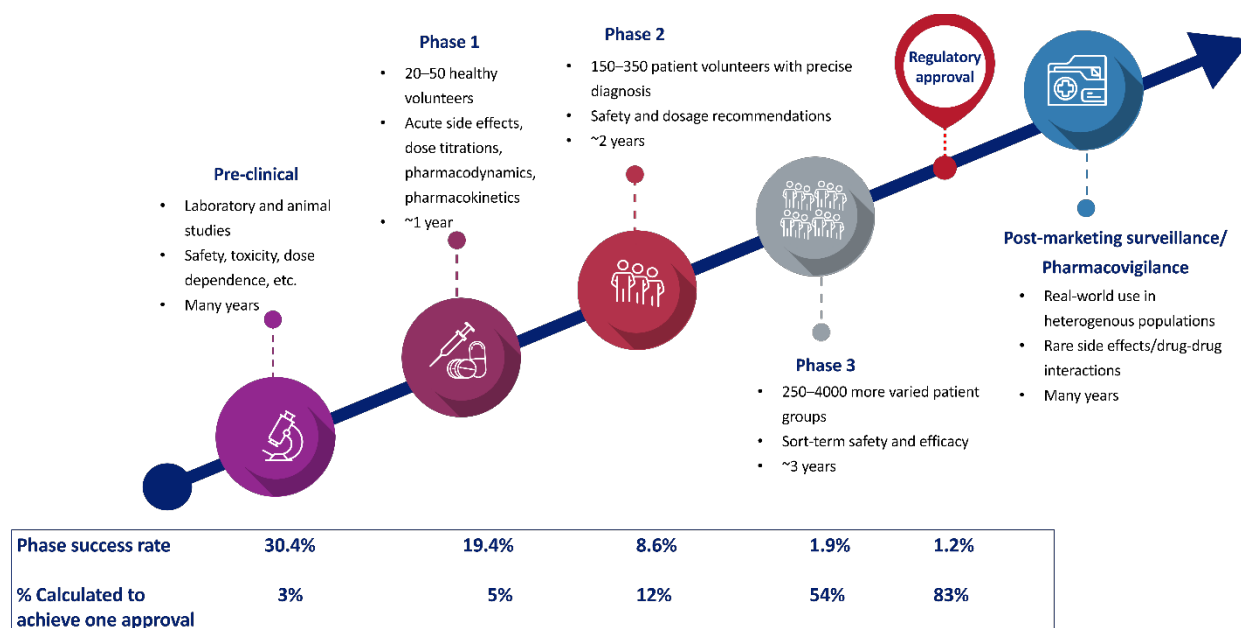 Pre-clinical
• Laboratory and animal
studies
• Safety, toxicity, dose
dependence, etc.
• Many years
Phase 1
• 20–50 healthy
volunteers
• Acute side effects,
dose titrations,
pharmacodynamics,
pharmacokinetics
• ~1 year
Phase 2
• 150–350 patient volunteers with precise
diagnosis
• Safety and dosage recommendations
• ~2 years
Phase 3
• 250–4000 more varied patient
groups
• Sort-term safety and efficacy
• ~3 years
Regulatory
approval
Post-marketing surveillance/
Pharmacovigilance
• Real-world use in
heterogenous populations
• Rare side effects/drug-drug
interactions
• Many years
Phase success rate 30.4% 19.4% 8.6% 1.9% 1.2%
% Calculated to
achieve one approval 3% 5% 12% 54% 83%